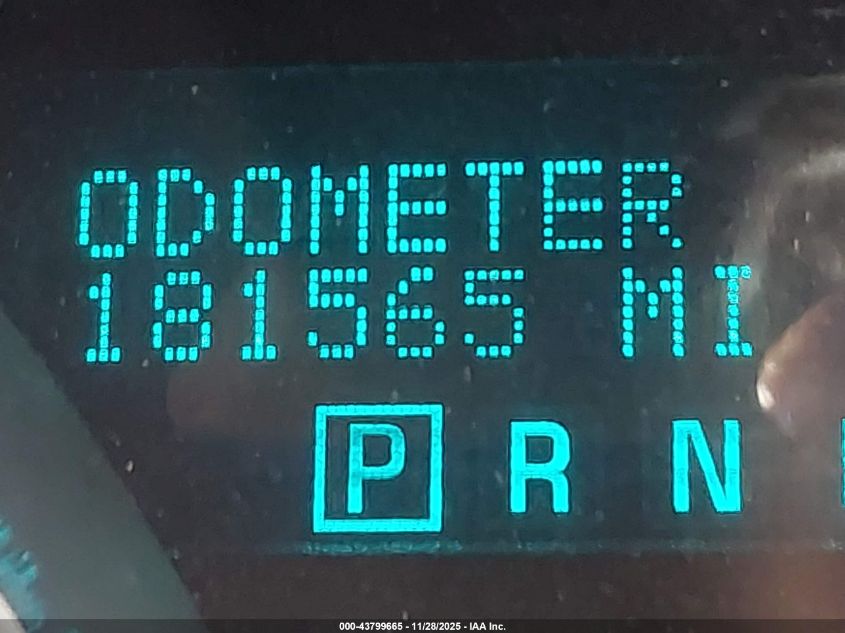 ODOMETER
181565 MI
P R N
000-43799665 - 11/28/2025 - IAA Inc.